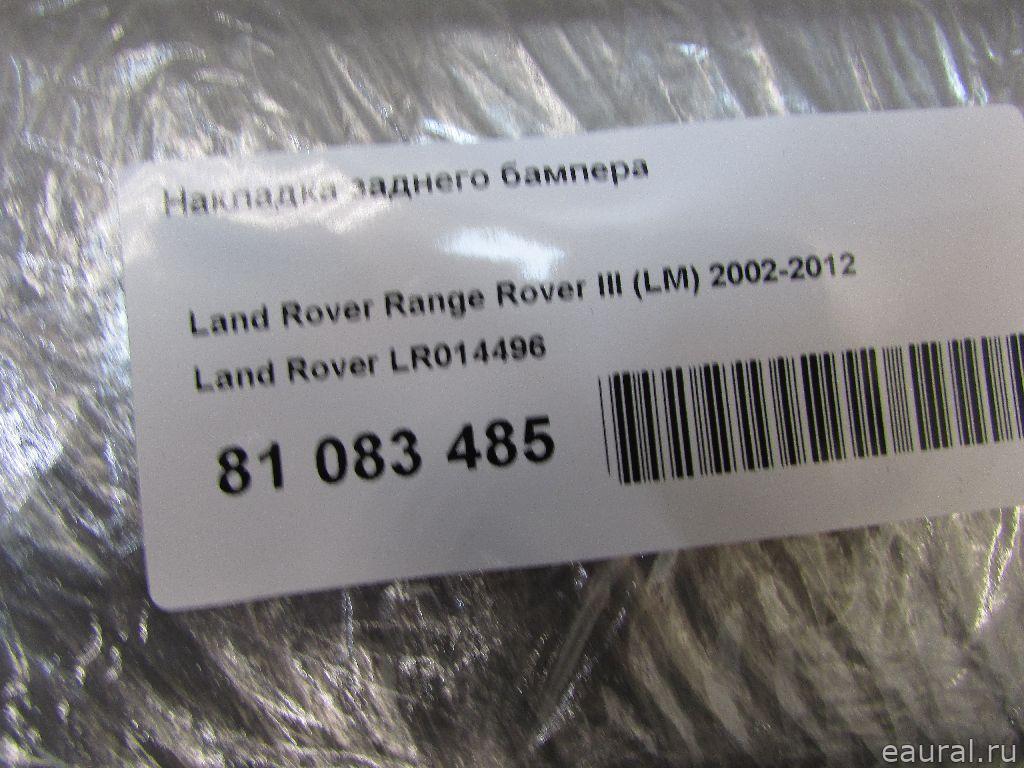 Накладка заднего бампера
Land Rover Range Rover III (LM) 2002-2012
Land Rover LR014496
81 083 485
eaural.ru